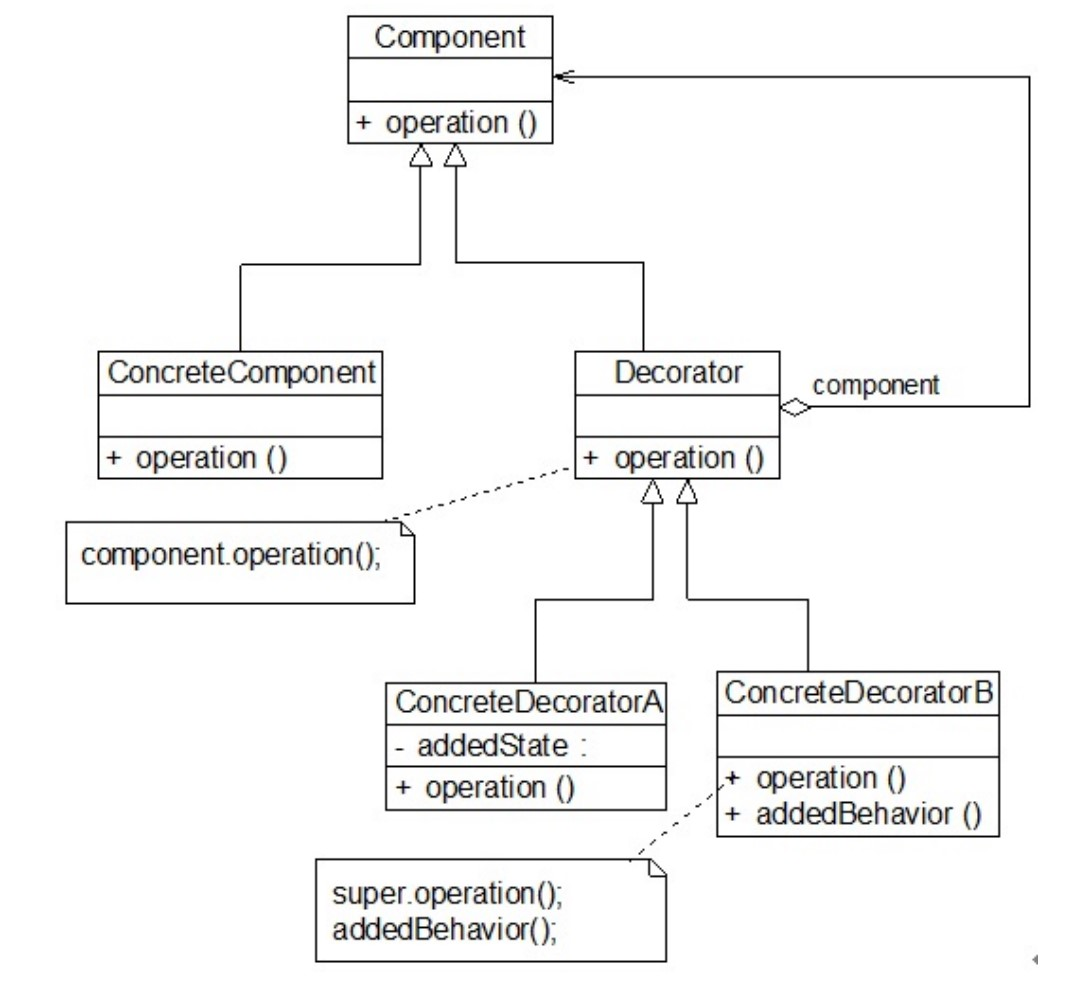 Component
+ operation ()
ConcreteComponent
+ operation ()
Decorator
+ operation ()
component
component.operation();
ConcreteDecoratorA
- addedState :
+ operation ()
ConcreteDecoratorB
+ operation ()
+ addedBehavior ()
super.operation();
addedBehavior();